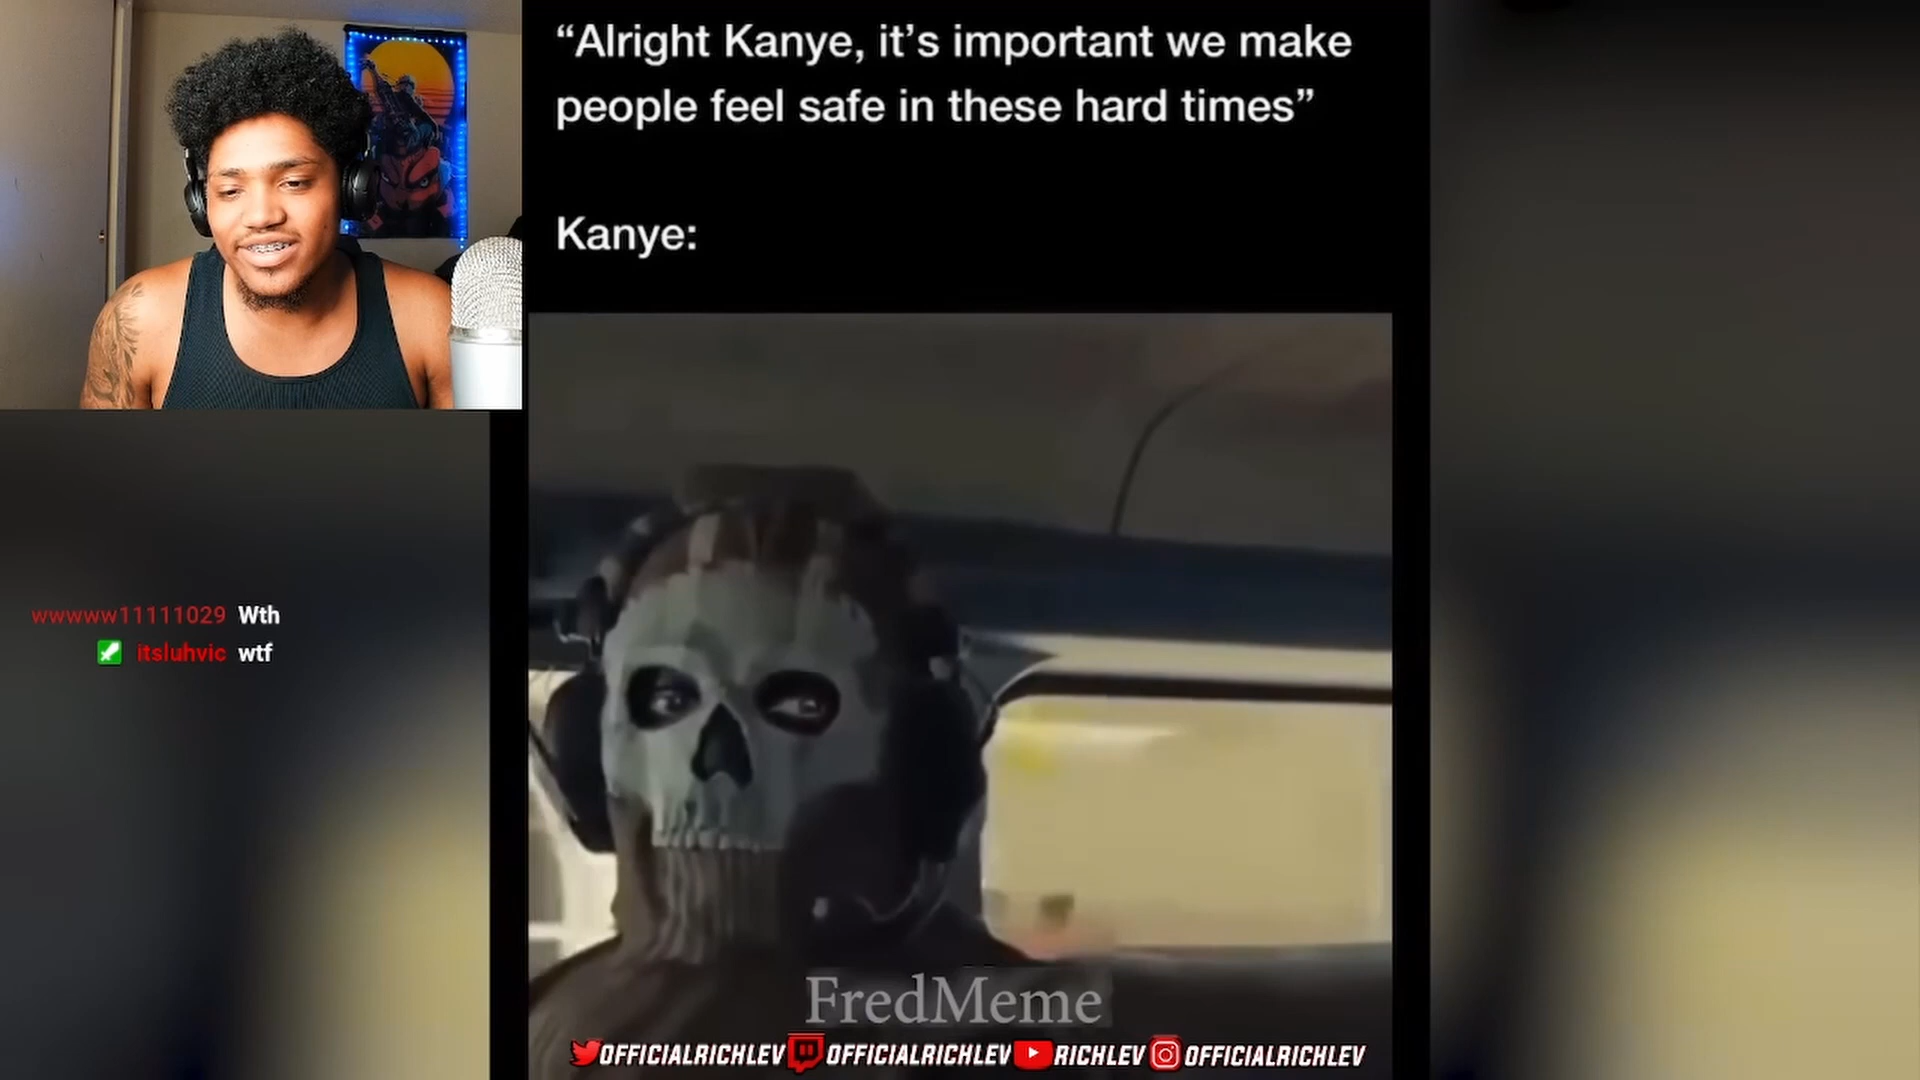 “Alright Kanye, it’s important we make
people feel safe in these hard times”
Kanye:
wwwww11111029 Wth
itsluhvic wtf
FredMeme
OFFICIALRICHLEV OFFICIALRICHLEV RICHLEV OFFICIALRICHLEV